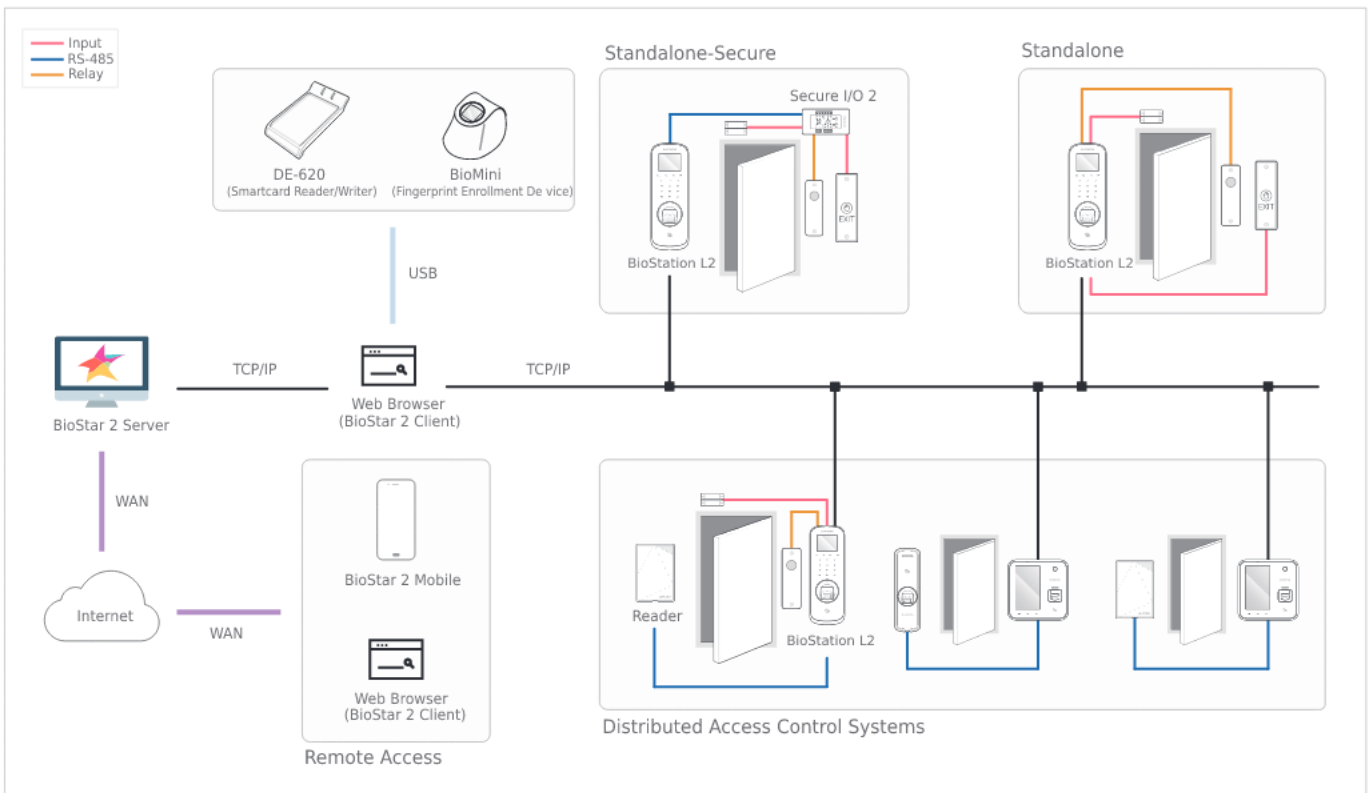 Input
RS-485
Relay
Standalone-Secure
Standalone
Secure I/O 2
DE-620
(Smartcard Reader/Writer)
BioMini
(Fingerprint Enrollment De vice)
EXIT
EXIT
BioStation L2
BioStation L2
USB
TCP/IP
TCP/IP
BioStar 2 Server
Web Browser
(BioStar 2 Client)
WAN
BioStar 2 Mobile
Internet
WAN
Reader
BioStation L2
Web Browser
(BioStar 2 Client)
Distributed Access Control Systems
Remote Access